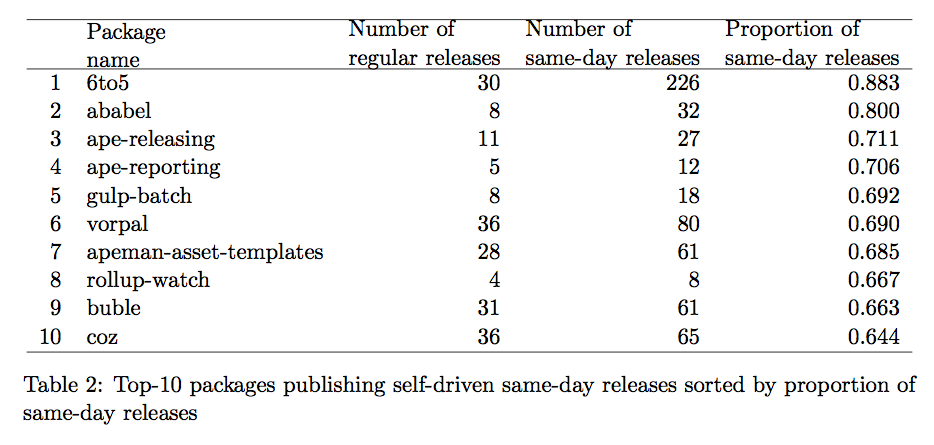 Package name Number of regular releases Number of same-day releases Proportion of same-day releases
1 6to5 30 226 0.883
2 ababel 8 32 0.800
3 ape-releasing 11 27 0.711
4 ape-reporting 5 12 0.706
5 gulp-batch 8 18 0.692
6 vorpal 36 80 0.690
7 apeman-asset-templates 28 61 0.685
8 rollup-watch 4 8 0.667
9 buble 31 61 0.663
10 coz 36 65 0.644
Table 2: Top-10 packages publishing self-driven same-day releases sorted by proportion of
same-day releases